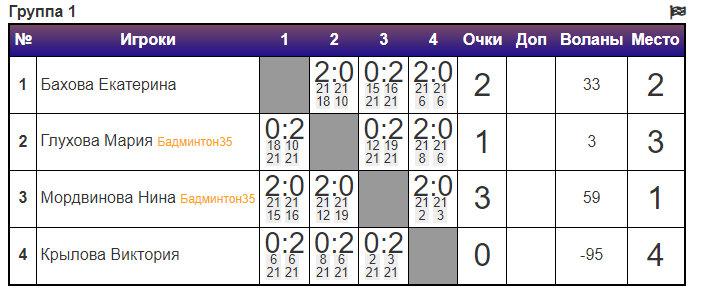 Группа 1
№ Игроки 1 2 3 4 Очки Доп Воланы Место
1 Бахова Екатерина 2:0 0:2 2:0 2 33 2
21 21 15 16 21 21
18 10 21 21 6 6
2 Глухова Мария Бадминтон35 0:2 0:2 2:0 1 3 3
18 10 12 19 21 21
21 21 21 21 8 6
3 Мордвинова Нина Бадминтон35 2:0 2:0 2:0 3 59 1
21 21 21 21 21 21
15 16 12 19 2 3
4 Крылова Виктория 0:2 0:2 0:2 0 -95 4
6 6 8 6 2 3
21 21 21 21 21 21